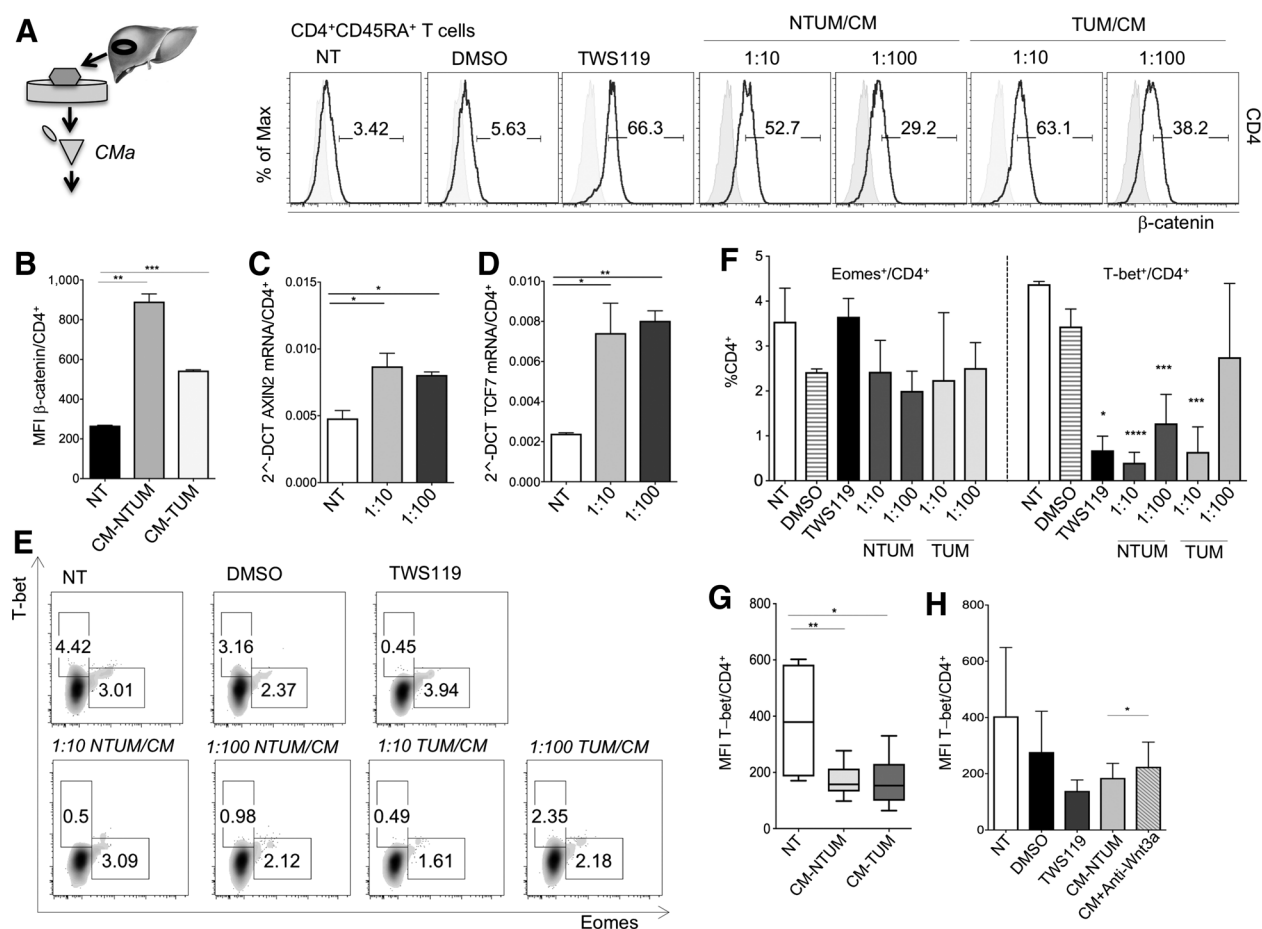 A
CMa
CD4⁺CD45RA⁺ T cells
NTUM/CM
TUM/CM
NT
DMSO
TWS119
1:10
1:100
1:10
1:100
% of Max
3.42
5.63
66.3
52.7
29.2
63.1
38.2
CD4
β-catenin
B
MFI β-catenin/CD4⁺
1,000
800
600
400
200
0
**
***
NT
CM-NTUM
CM-TUM
C
2^-DCT AXIN2 mRNA/CD4⁺
0.015
0.010
0.005
0.000
*
*
NT
1:10
1:100
D
2^-DCT TCF7 mRNA/CD4⁺
0.010
0.008
0.006
0.004
0.002
0.000
**
*
NT
1:10
1:100
F
%CD4⁺
5
4
3
2
1
0
Eomes⁺/CD4⁺
T-bet⁺/CD4⁺
*
****
***
***
NT
DMSO
TWS119
1:10
1:100
1:10
1:100
NTUM
TUM
NT
DMSO
TWS119
1:10
1:100
1:10
1:100
NTUM
TUM
E
T-bet
NT
DMSO
TWS119
4.42
3.01
3.16
2.37
0.45
3.94
1:10 NTUM/CM
1:100 NTUM/CM
1:10 TUM/CM
1:100 TUM/CM
0.5
3.09
0.98
2.12
0.49
1.61
2.35
2.18
Eomes
G
MFI T−bet/CD4⁺
800
600
400
200
0
*
**
NT
CM-NTUM
CM-TUM
H
MFI T−bet/CD4⁺
800
600
400
200
0
*
NT
DMSO
TWS119
CM-NTUM
CM+Anti-Wnt3a